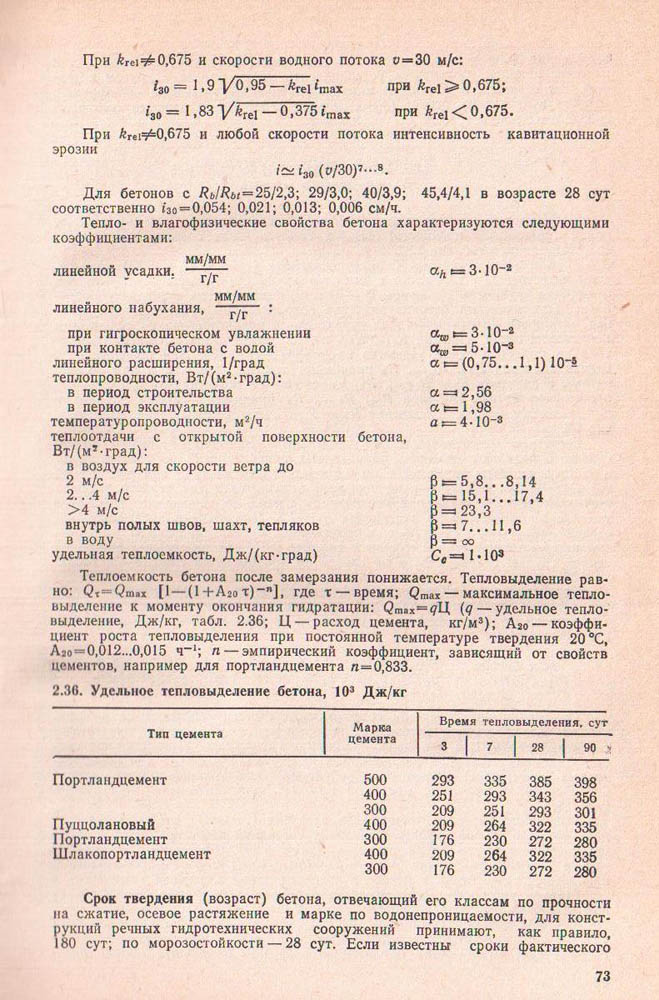 При k_rel≠0,675 и скорости водного потока v=30 м/с:
i₃₀ = 1,9 √0,95 — k_rel i_max при k_rel ⩾ 0,675;
i₃₀ = 1,83 √k_rel — 0,375 i_max при k_rel < 0,675.
При k_rel≠0,675 и любой скорости потока интенсивность кавитационной
эрозии
i≃i₃₀ (v/30)⁷···⁸.
Для бетонов с R_b/R_bt=25/2,3; 29/3,0; 40/3,9; 45,4/4,1 в возрасте 28 сут
соответственно i₃₀=0,054; 0,021; 0,013; 0,006 см/ч.
Тепло- и влагофизические свойства бетона характеризуются следующими
коэффициентами:
линейной усадки, мм/мм / г/г α_h = 3·10⁻²
линейного набухания, мм/мм / г/г :
при гигроскопическом увлажнении α_w = 3·10⁻²
при контакте бетона с водой α_w = 5·10⁻³
линейного расширения, 1/град α = (0,75...1,1) 10⁻⁵
теплопроводности, Вт/(м²·град):
в период строительства α = 2,56
в период эксплуатации α = 1,98
температуропроводности, м²/ч a = 4·10⁻³
теплоотдачи с открытой поверхности бетона,
Вт/(м²·град):
в воздух для скорости ветра до
2 м/с β = 5,8...8,14
2...4 м/с β = 15,1...17,4
>4 м/с β = 23,3
внутрь полых швов, шахт, тепляков β = 7...11,6
в воду β = ∞
удельная теплоемкость, Дж/(кг·град) C_в = 1·10³
Теплоемкость бетона после замерзания понижается. Тепловыделение рав-
но: Q_τ=Q_max [1—(1+A₂₀ τ)⁻ⁿ], где τ — время; Q_max — максимальное тепло-
выделение к моменту окончания гидратации: Q_max=qЦ (q — удельное тепло-
выделение, Дж/кг, табл. 2.36; Ц — расход цемента, кг/м³); A₂₀ — коэффи-
циент роста тепловыделения при постоянной температуре твердения 20 °C,
A₂₀=0,012...0,015 ч⁻¹; n — эмпирический коэффициент, зависящий от свойств
цементов, например для портландцемента n=0,833.
2.36. Удельное тепловыделение бетона, 10³ Дж/кг
Тип цемента Марка цемента Время тепловыделения, сут
3 7 28 90
Портландцемент 500 293 335 385 398
400 251 293 343 356
300 209 251 293 301
Пуццолановый 400 209 264 322 335
Портландцемент 300 176 230 272 280
Шлакопортландцемент 400 209 264 322 335
300 176 230 272 280
Срок твердения (возраст) бетона, отвечающий его классам по прочности
на сжатие, осевое растяжение и марке по водонепроницаемости, для конст-
рукций речных гидротехнических сооружений принимают, как правило,
180 сут; по морозостойкости — 28 сут. Если известны сроки фактического
73